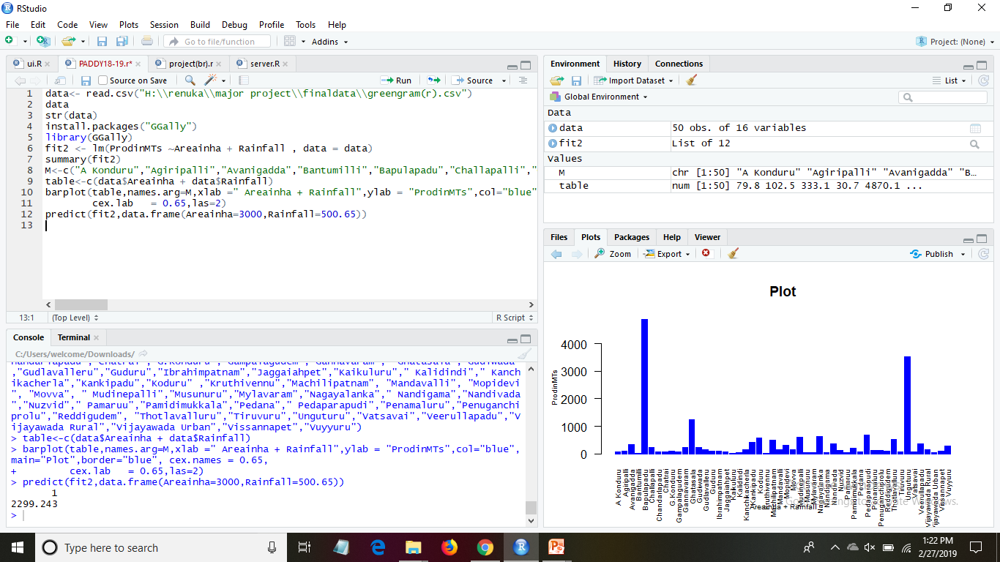 RStudio
File Edit Code View Plots Session Build Debug Profile Tools Help
Go to file/function Addins Project: (None)
ui.R PADDY18-19.r* project(br).r server.R
Source on Save Run Source
1 data<- read.csv("H:\\renuka\\major project\\finaldata\\greengram(r).csv")
2 data
3 str(data)
4 install.packages("GGally")
5 library(GGally)
6 fit2 <- lm(ProdinMTs ~Areainha + Rainfall , data = data)
7 summary(fit2)
8 M<-c("A Konduru","Agiripalli","Avanigadda","Bantumilli","Bapulapadu","Challapalli","
9 table<-c(data$Areainha + data$Rainfall)
10 barplot(table,names.arg=M,xlab =" Areainha + Rainfall",ylab = "ProdinMTs",col="blue"
11 cex.lab = 0.65,las=2)
12 predict(fit2,data.frame(Areainha=3000,Rainfall=500.65))
13
13:1 (Top Level) R Script
Console Terminal
C:/Users/welcome/Downloads/
ndariapadu","Chatrai","G.Konduru","Gampalagudem","Gannavaram","Ghatasala","Gudiwada"
,"Gudlavalleru","Guduru","Ibrahimpatnam","Jaggaiahpet","Kaikuluru"," Kalidindi"," Kanch
ikacherla","Kankipadu","Koduru" ,"Kruthivennu","Machilipatnam", "Mandavalli", "Mopidevi
", "Movva", " Mudinepalli","Musunuru","Mylavaram","Nagayalanka"," Nandigama","Nandivada
","Nuzvid"," Pamaruu","Pamidimukkala","Pedana"," Pedaparapudi","Penamaluru","Penuganchi
prolu","Reddigudem", "Thotlavalluru","Tiruvuru","Unguturu","Vatsavai","Veerullapadu","V
ijayawada Rural","Vijayawada Urban","Vissannapet","Vuyyuru")
> table<-c(data$Areainha + data$Rainfall)
> barplot(table,names.arg=M,xlab =" Areainha + Rainfall",ylab = "ProdinMTs",col="blue",
main="Plot",border="blue", cex.names = 0.65,
+ cex.lab = 0.65,las=2)
> predict(fit2,data.frame(Areainha=3000,Rainfall=500.65))
1
2299.243
>
Environment History Connections
Import Dataset List
Global Environment
Data
data 50 obs. of 16 variables
fit2 List of 12
Values
M chr [1:50] "A Konduru" "Agiripalli" "Avanigadda" "B…
table num [1:50] 79.8 102.5 333.1 30.7 4870.1 ...
Files Plots Packages Help Viewer
Zoom Export Publish
Plot
ProdinMTs
4000
3000
2000
1000
0
A Konduru
Agiripalli
Avanigadda
Bantumilli
Bapulapadu
Challapalli
Chandarlapadu
Chatrai
G.Konduru
Gampalagudem
Gannavaram
Ghatasala
Gudiwada
Gudlavalleru
Guduru
Ibrahimpatnam
Jaggaiahpet
Kaikuluru
Kalidindi
Kanchikacherla
Kankipadu
Koduru
Kruthivennu
Machilipatnam
Mandavalli
Mopidevi
Movva
Mudinepalli
Musunuru
Mylavaram
Nagayalanka
Nandigama
Nandivada
Nuzvid
Pamaruu
Pamidimukkala
Pedana
Pedaparapudi
Penamaluru
Penuganchiprolu
Reddigudem
Thotlavalluru
Tiruvuru
Unguturu
Vatsavai
Veerullapadu
Vijayawada Rural
Vijayawada Urban
Vissannapet
Vuyyuru
Areainha + Rainfall
Type here to search
1:22 PM
2/27/2019